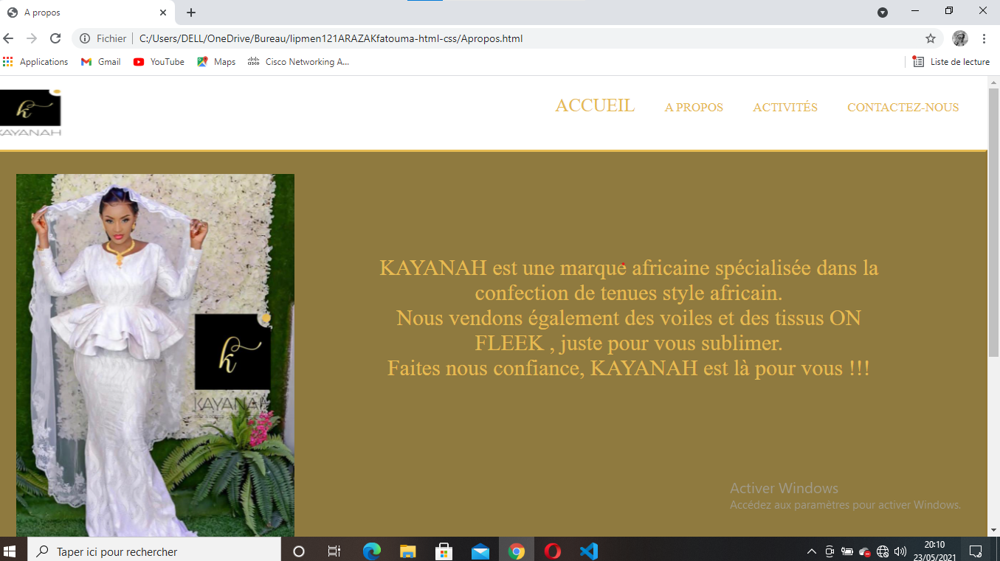 A propos
Fichier
C:/Users/DELL/OneDrive/Bureau/lipmen121ARAZAKfatouma-html-css/Apropos.html
Applications
Gmail
YouTube
Maps
cisco
Cisco Networking A...
Liste de lecture
k
KAYANAH
ACCUEIL
A PROPOS
ACTIVITÉS
CONTACTEZ-NOUS
k
KAYANAH
KAYANAH est une marque africaine spécialisée dans la
confection de tenues style africain.
Nous vendons également des voiles et des tissus ON
FLEEK , juste pour vous sublimer.
Faites nous confiance, KAYANAH est là pour vous !!!
Activer Windows
Accédez aux paramètres pour activer Windows.
Taper ici pour rechercher
20:10
23/05/2021